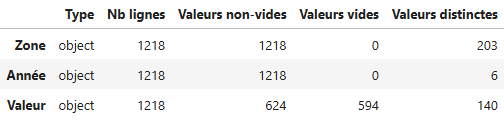 Type Nb lignes Valeurs non-vides Valeurs vides Valeurs distinctes
Zone object 1218 1218 0 203
Année object 1218 1218 0 6
Valeur object 1218 624 594 140